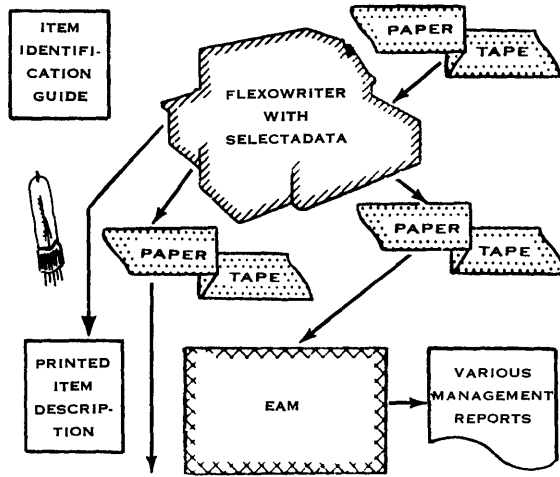 ITEM
IDENTIFI-
CATION
GUIDE
PAPER
TAPE
FLEXOWRITER
WITH
SELECTADATA
PAPER
TAPE
PAPER
TAPE
PRINTED
ITEM
DESCRIP-
TION
EAM
VARIOUS
MANAGEMENT
REPORTS